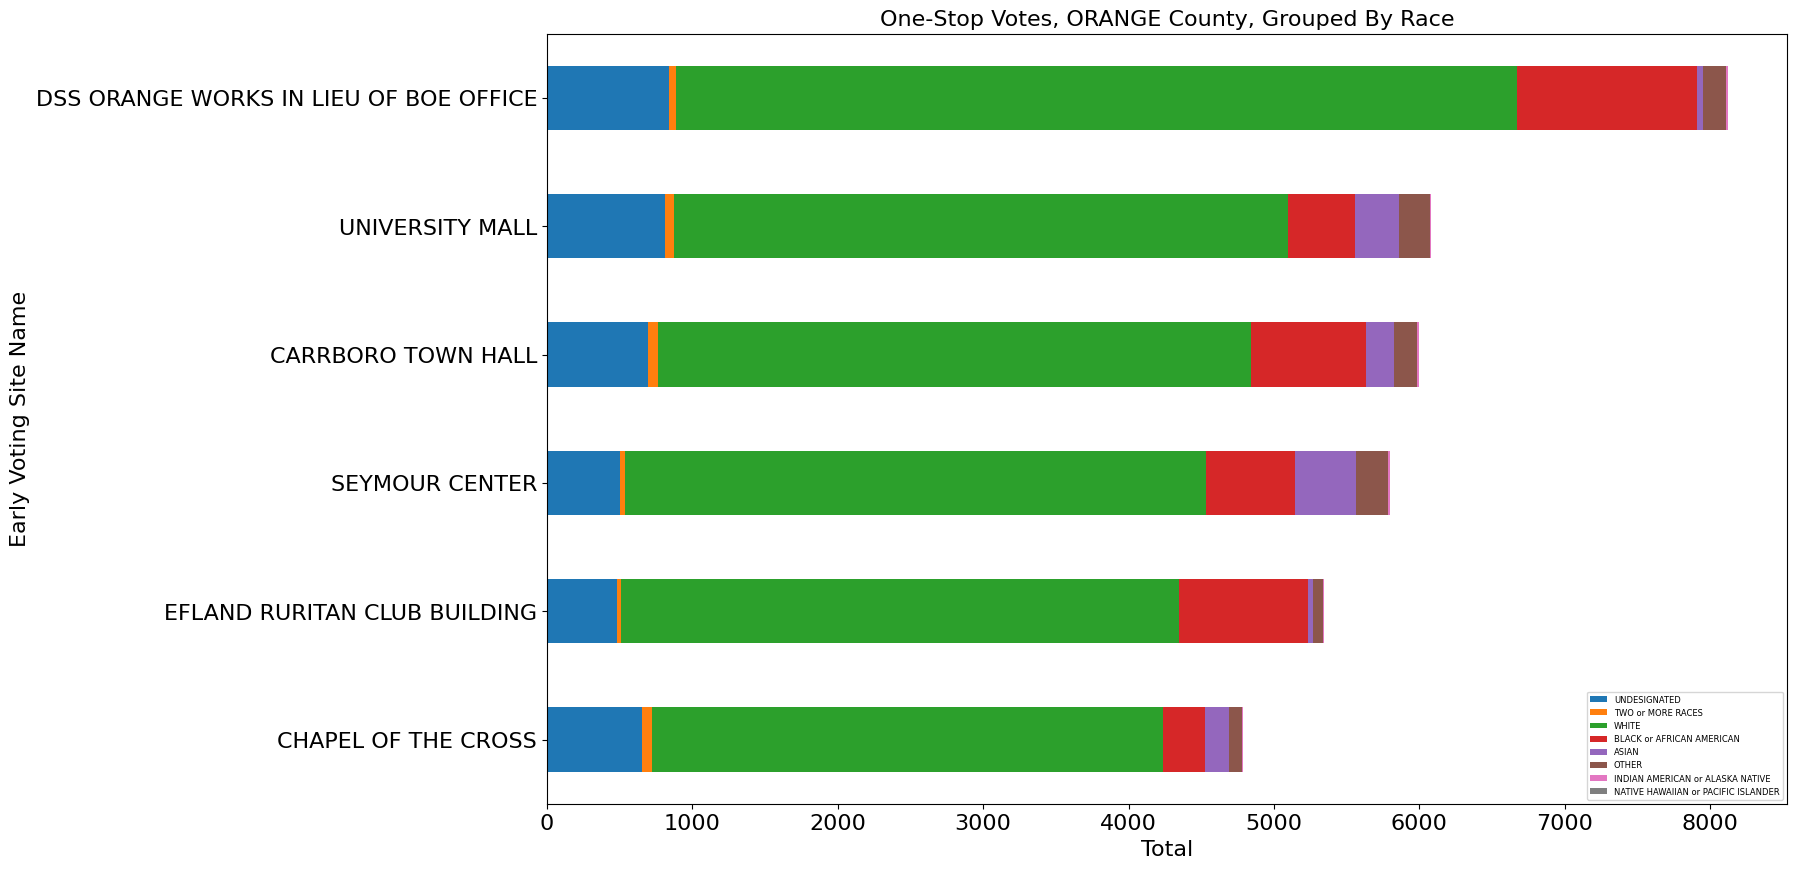 One-Stop Votes, ORANGE County, Grouped By Race
Early Voting Site Name
DSS ORANGE WORKS IN LIEU OF BOE OFFICE
UNIVERSITY MALL
CARRBORO TOWN HALL
SEYMOUR CENTER
EFLAND RURITAN CLUB BUILDING
CHAPEL OF THE CROSS
UNDESIGNATED
TWO or MORE RACES
WHITE
BLACK or AFRICAN AMERICAN
ASIAN
OTHER
INDIAN AMERICAN or ALASKA NATIVE
NATIVE HAWAIIAN or PACIFIC ISLANDER
0 1000 2000 3000 4000 5000 6000 7000 8000
Total